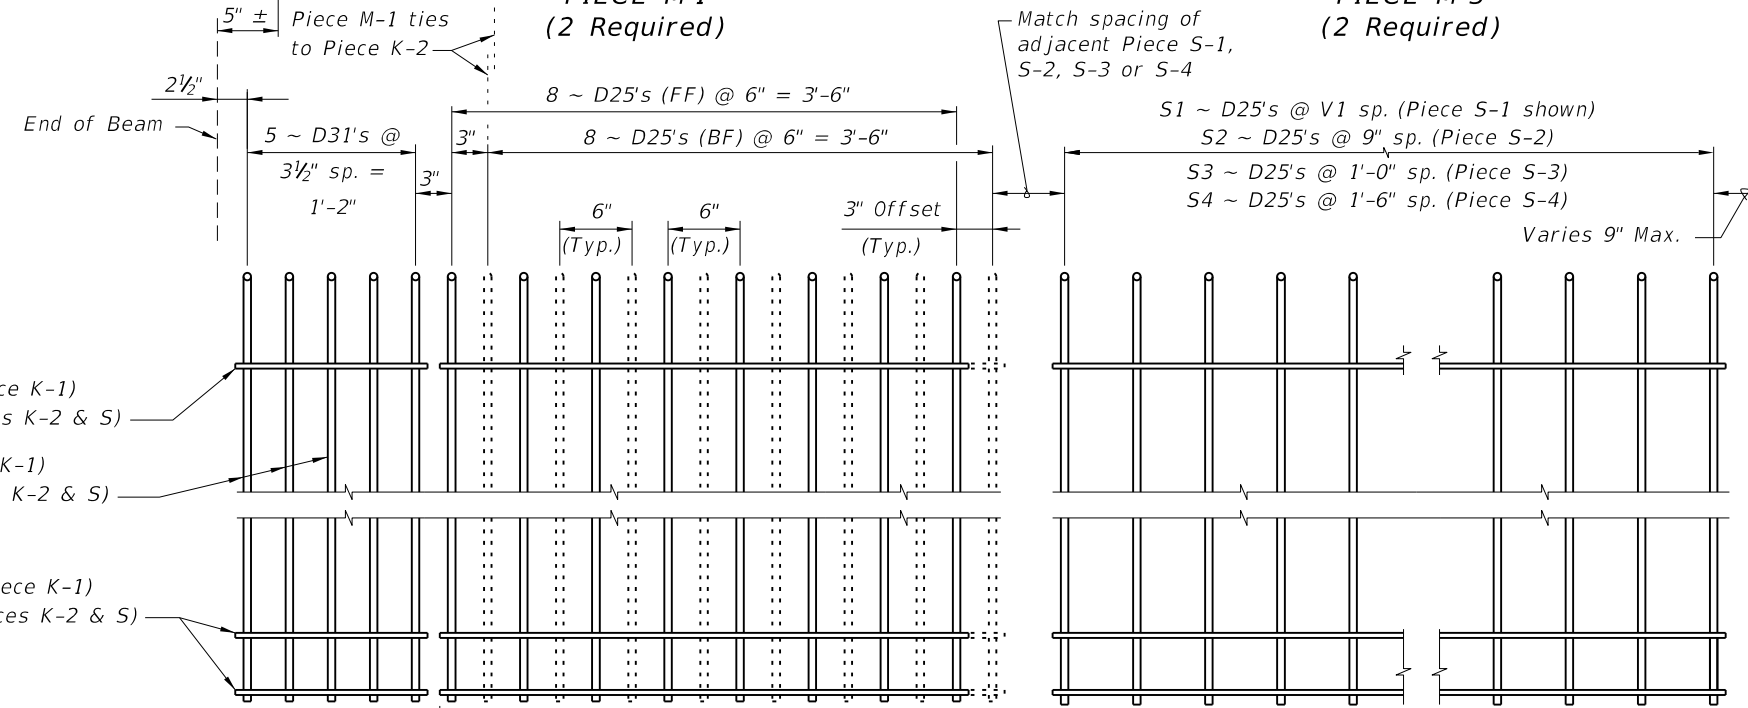 5" ±
Piece M-1 ties
to Piece K-2
(2 Required)
Match spacing of
adjacent Piece S-1,
S-2, S-3 or S-4
(2 Required)
2½"
End of Beam
5 ~ D31's @
3½" sp. =
1'-2"
3"
3"
8 ~ D25's (FF) @ 6" = 3'-6"
8 ~ D25's (BF) @ 6" = 3'-6"
6"
(Typ.)
6"
(Typ.)
3" Offset
(Typ.)
S1 ~ D25's @ V1 sp. (Piece S-1 shown)
S2 ~ D25's @ 9" sp. (Piece S-2)
S3 ~ D25's @ 1'-0" sp. (Piece S-3)
S4 ~ D25's @ 1'-6" sp. (Piece S-4)
Varies 9" Max.
K-1)
K-2 & S)
K-1)
K-2 & S)
K-1)
K-2 & S)